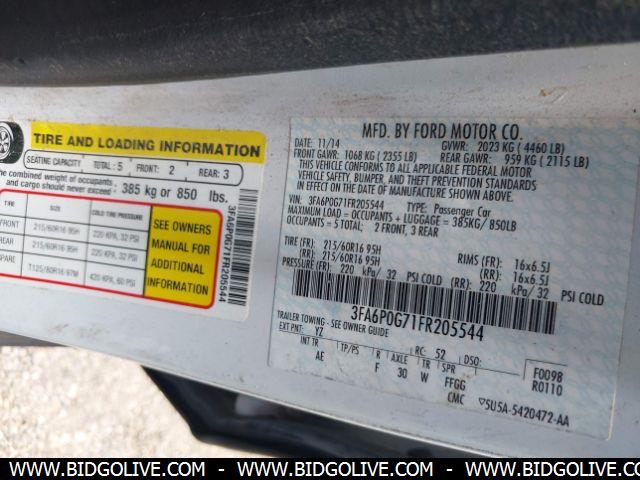 TIRE AND LOADING INFORMATION
SEATING CAPACITY TOTAL: 5 FRONT: 2 REAR: 3
The combined weight of occupants
and cargo should never exceed: 385 kg or 850 lbs.
TIRE SIZE COLD TIRE PRESSURE
FRONT 215/60R16 95H 220 KPA, 32 PSI
REAR 215/60R16 95H 220 KPA, 32 PSI
SPARE T125/80R16 97M 420 KPA, 60 PSI
SEE OWNERS
MANUAL FOR
ADDITIONAL
INFORMATION
3FA6P0G71FR205544
MFD. BY FORD MOTOR CO.
DATE: 11/14 GVWR: 2023 KG ( 4460 LB)
FRONT GAWR: 1068 KG ( 2355 LB) REAR GAWR: 959 KG ( 2115 LB)
THIS VEHICLE CONFORMS TO ALL APPLICABLE FEDERAL MOTOR
VEHICLE SAFETY, BUMPER, AND THEFT PREVENTION STANDARDS
IN EFFECT ON THE DATE OF MANUFACTURE SHOWN ABOVE.
VIN: 3FA6P0G71FR205544 TYPE: Passenger Car
MAXIMUM LOAD = OCCUPANTS + LUGGAGE = 385KG/ 850LB
OCCUPANTS = 5 TOTAL: 2 FRONT, 3 REAR
TIRE (FR): 215/60R16 95H RIMS (FR): 16x6.5J
(RR): 215/60R16 95H (RR): 16x6.5J
PRESSURE (FR): 220 kPa/ 32 PSI COLD (RR): 220 kPa/ 32 PSI COLD
3FA6P0G71FR205544
TRAILER TOWING - SEE OWNER GUIDE
EXT PNT: YZ RC: 52 DSO:
INT TR TP/PS R AXLE TR SPR
AE F 30 W FFGG
CMC
F0098
R0110
5U5A-5420472-AA
WWW.BIDGOLIVE.COM - WWW.BIDGOLIVE.COM - WWW.BIDGOLIVE.COM - WWW.BIDGOLIVE.COM